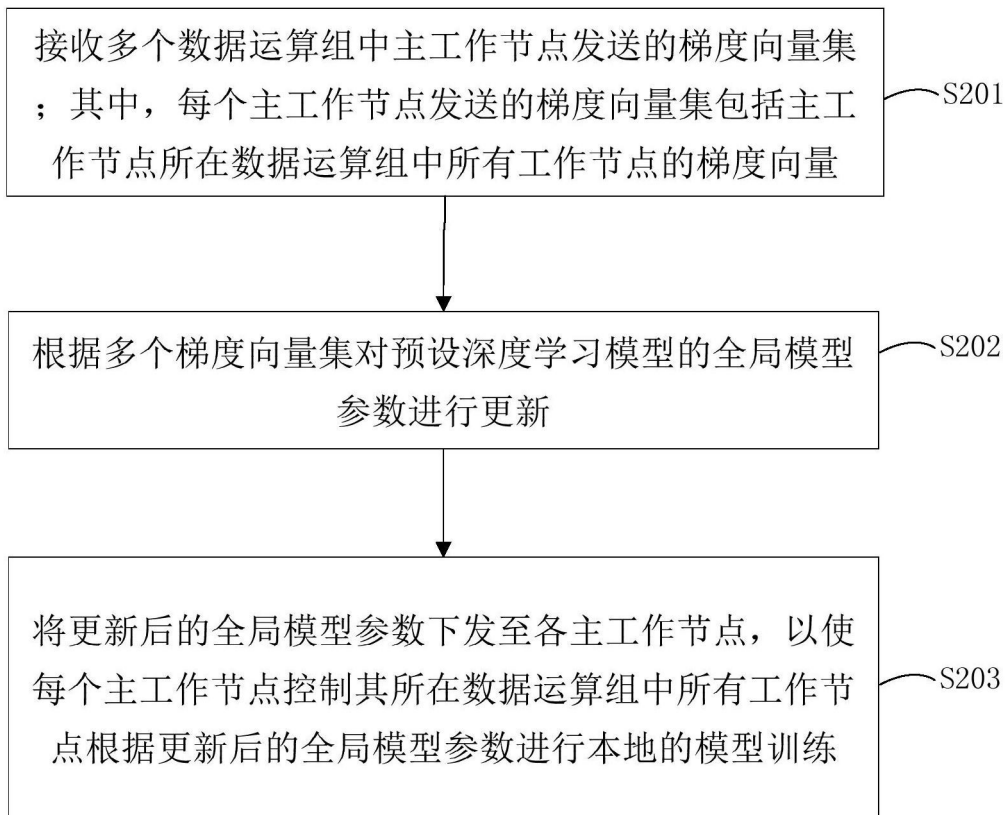 接收多个数据运算组中主工作节点发送的梯度向量集
；其中，每个主工作节点发送的梯度向量集包括主工
作节点所在数据运算组中所有工作节点的梯度向量
S201
根据多个梯度向量集对预设深度学习模型的全局模型
参数进行更新
S202
将更新后的全局模型参数下发至各主工作节点，以使
每个主工作节点控制其所在数据运算组中所有工作节
点根据更新后的全局模型参数进行本地的模型训练
S203